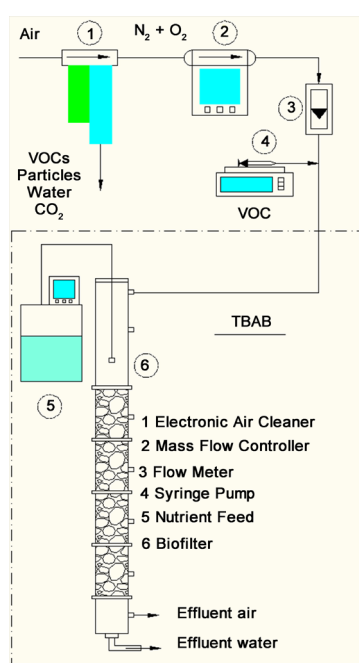 Air
1
N2 + O2
2
3
4
VOCs
Particles
Water
CO2
VOC
TBAB
5
6
1 Electronic Air Cleaner
2 Mass Flow Controller
3 Flow Meter
4 Syringe Pump
5 Nutrient Feed
6 Biofilter
Effluent air
Effluent water